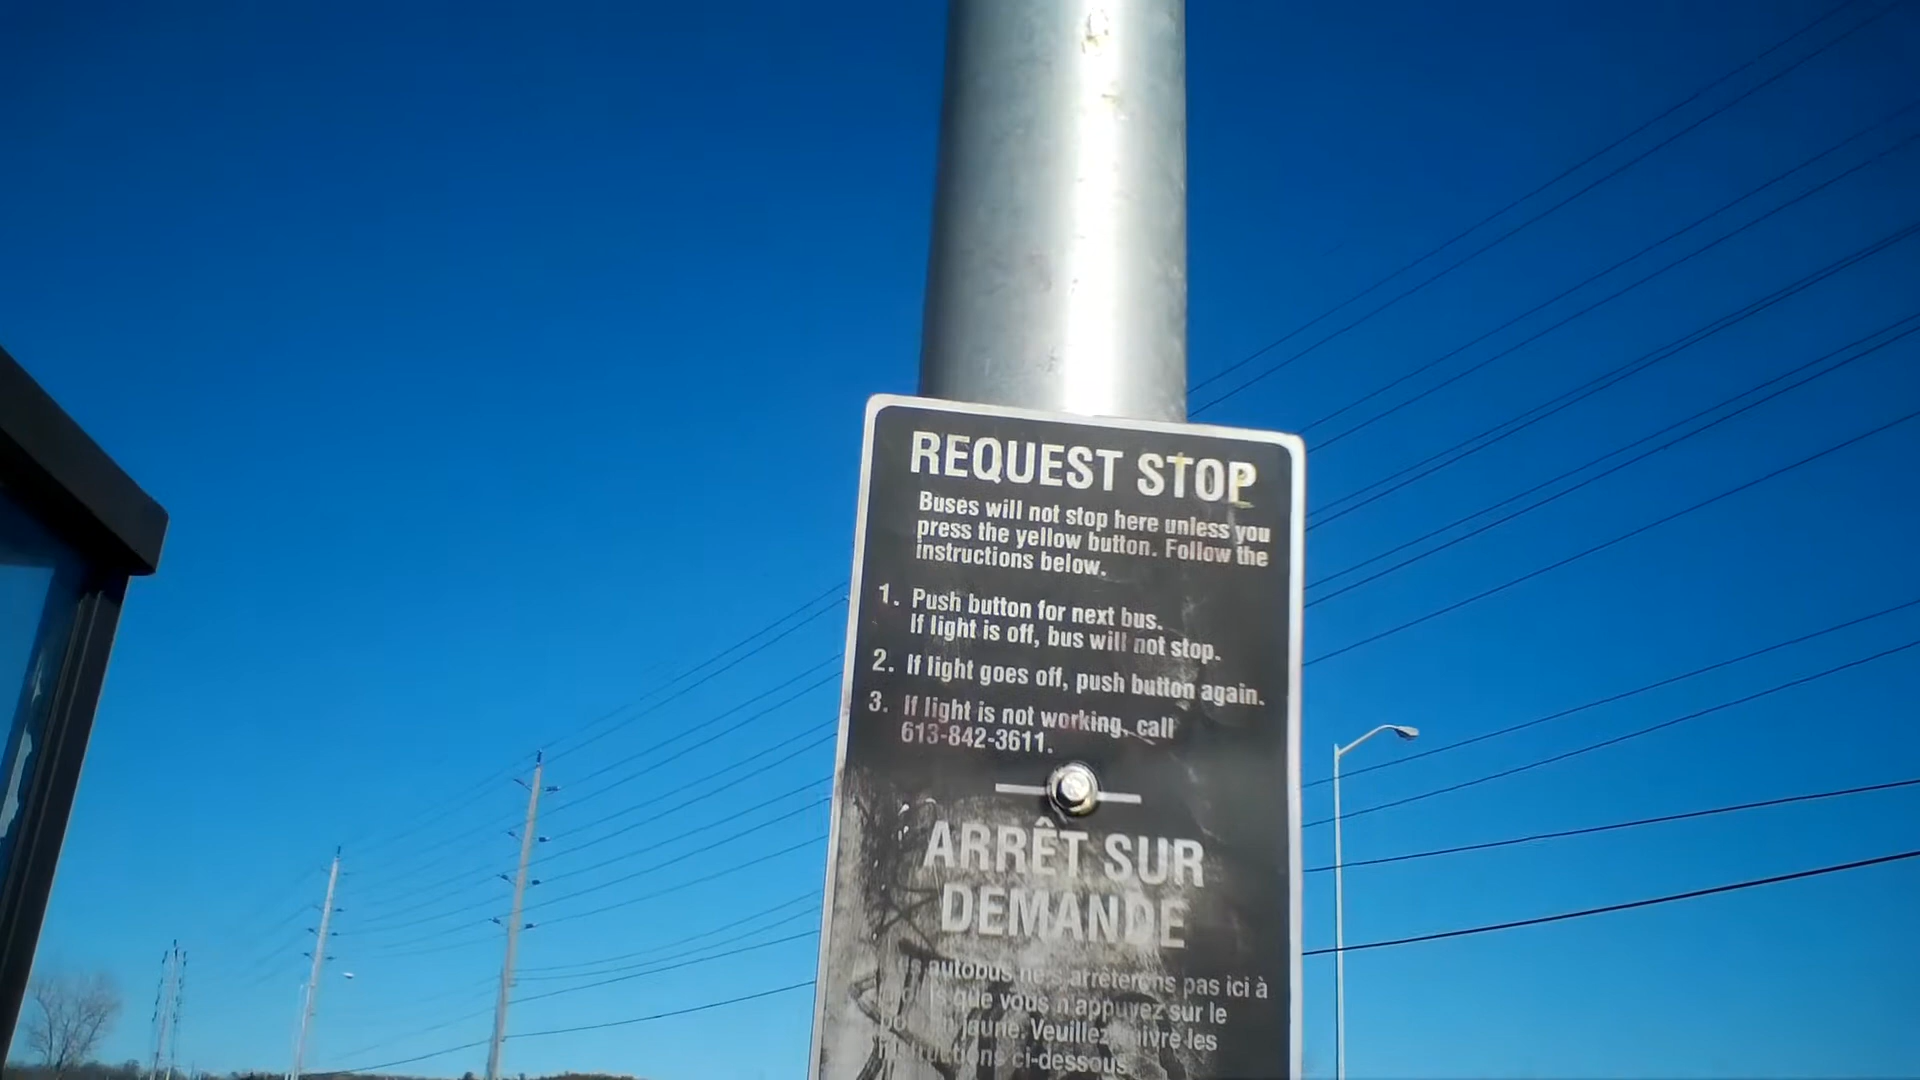 REQUEST STOP
Buses will not stop here unless you
press the yellow button. Follow the
instructions below.
1. Push button for next bus.
If light is off, bus will not stop.
2. If light goes off, push button again.
3. If light is not working, call
613-842-3611.
ARRÊT SUR
DEMANDE
autobus pas ici à
que vous n'appuyez sur le
jaune. Veuillez suivre les
ci-dessous.